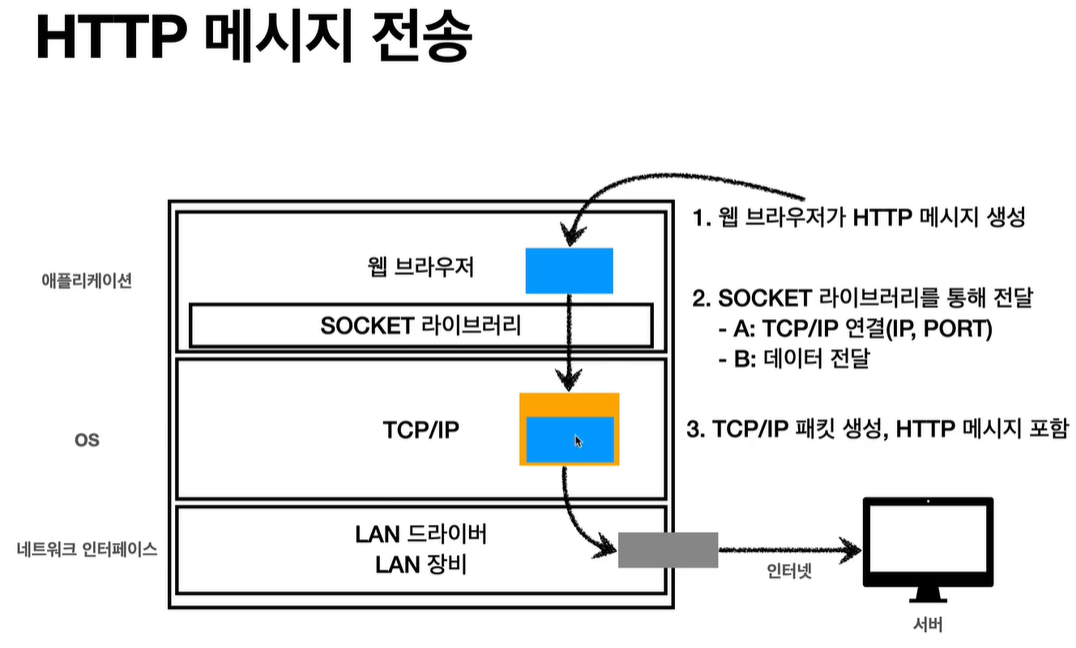 HTTP 메시지 전송
1. 웹 브라우저가 HTTP 메시지 생성
애플리케이션
웹 브라우저
SOCKET 라이브러리
2. SOCKET 라이브러리를 통해 전달
- A: TCP/IP 연결(IP, PORT)
- B: 데이터 전달
OS
TCP/IP
3. TCP/IP 패킷 생성, HTTP 메시지 포함
네트워크 인터페이스
LAN 드라이버
LAN 장비
인터넷
서버